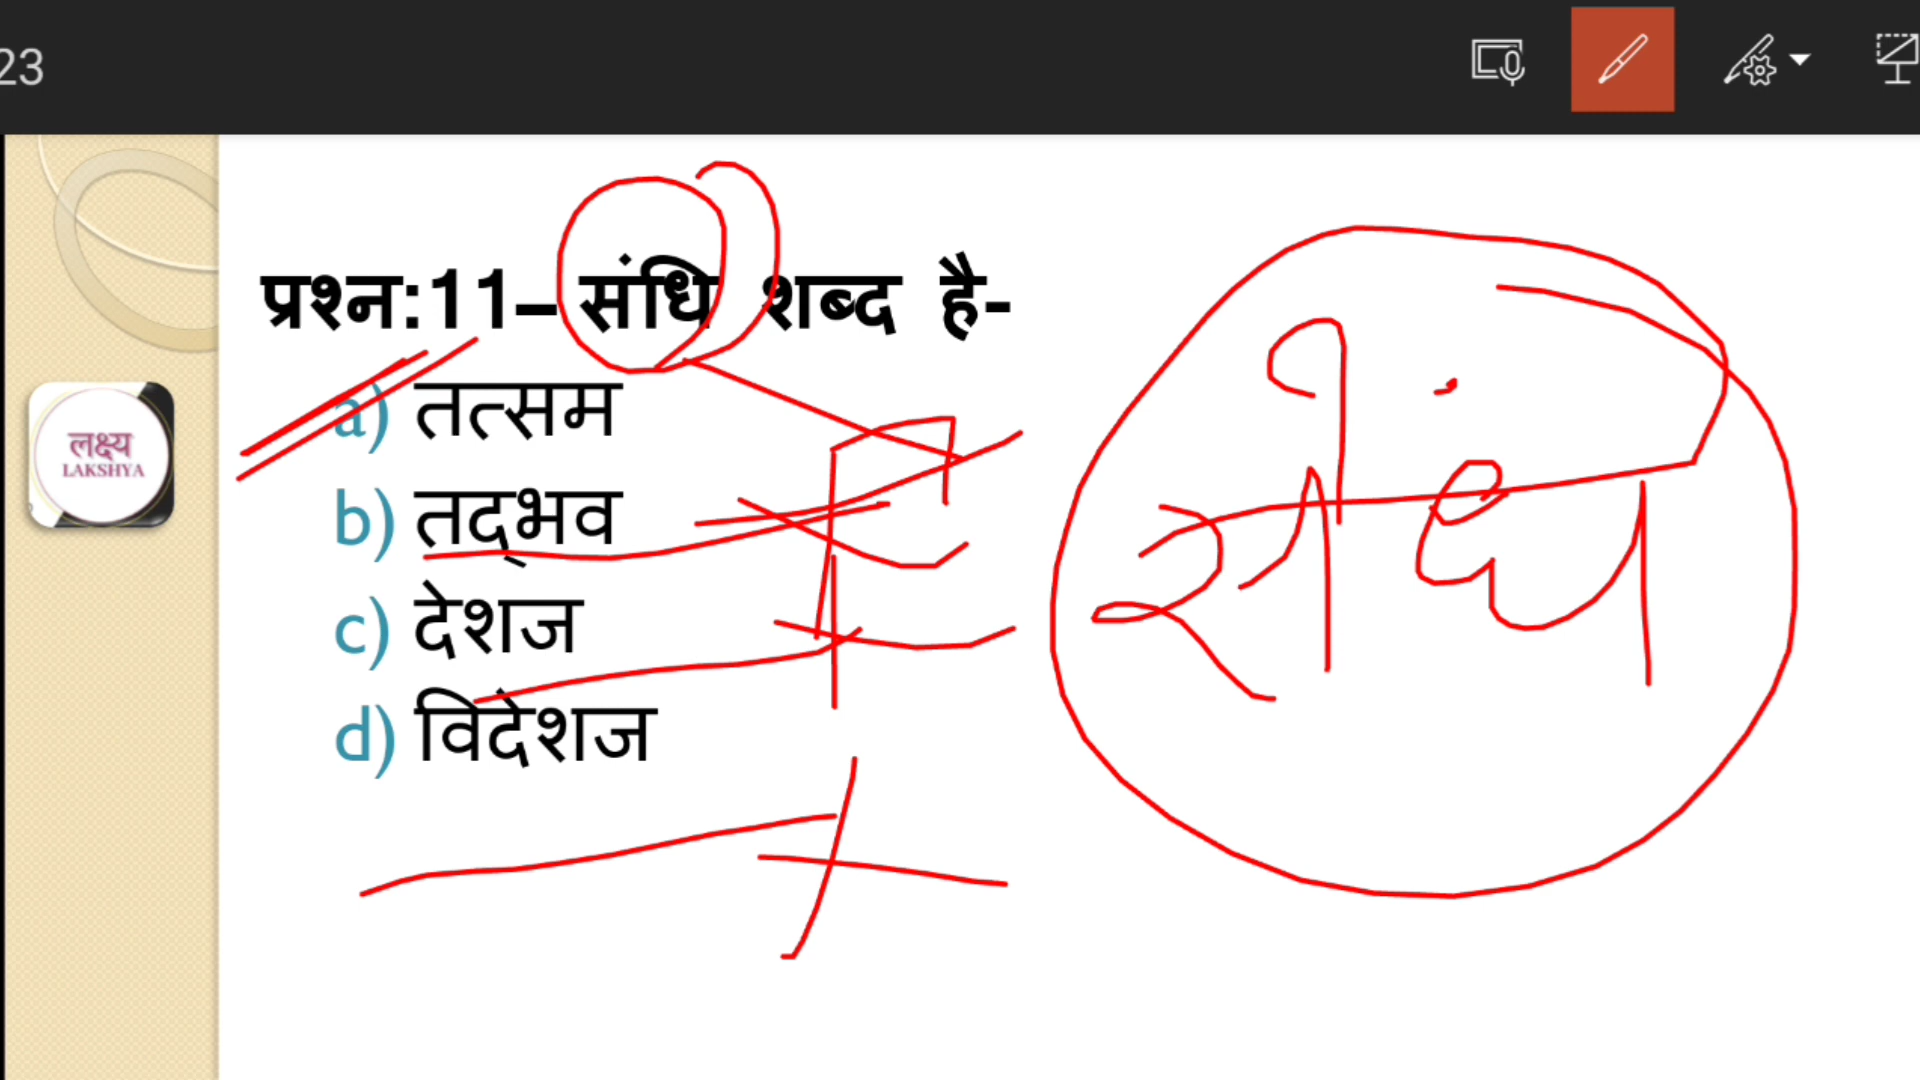 23
प्रश्न:11– संधि शब्द है-
a) तत्सम
b) तद्भव
c) देशज
d) विदेशज
लक्ष्य
LAKSHYA